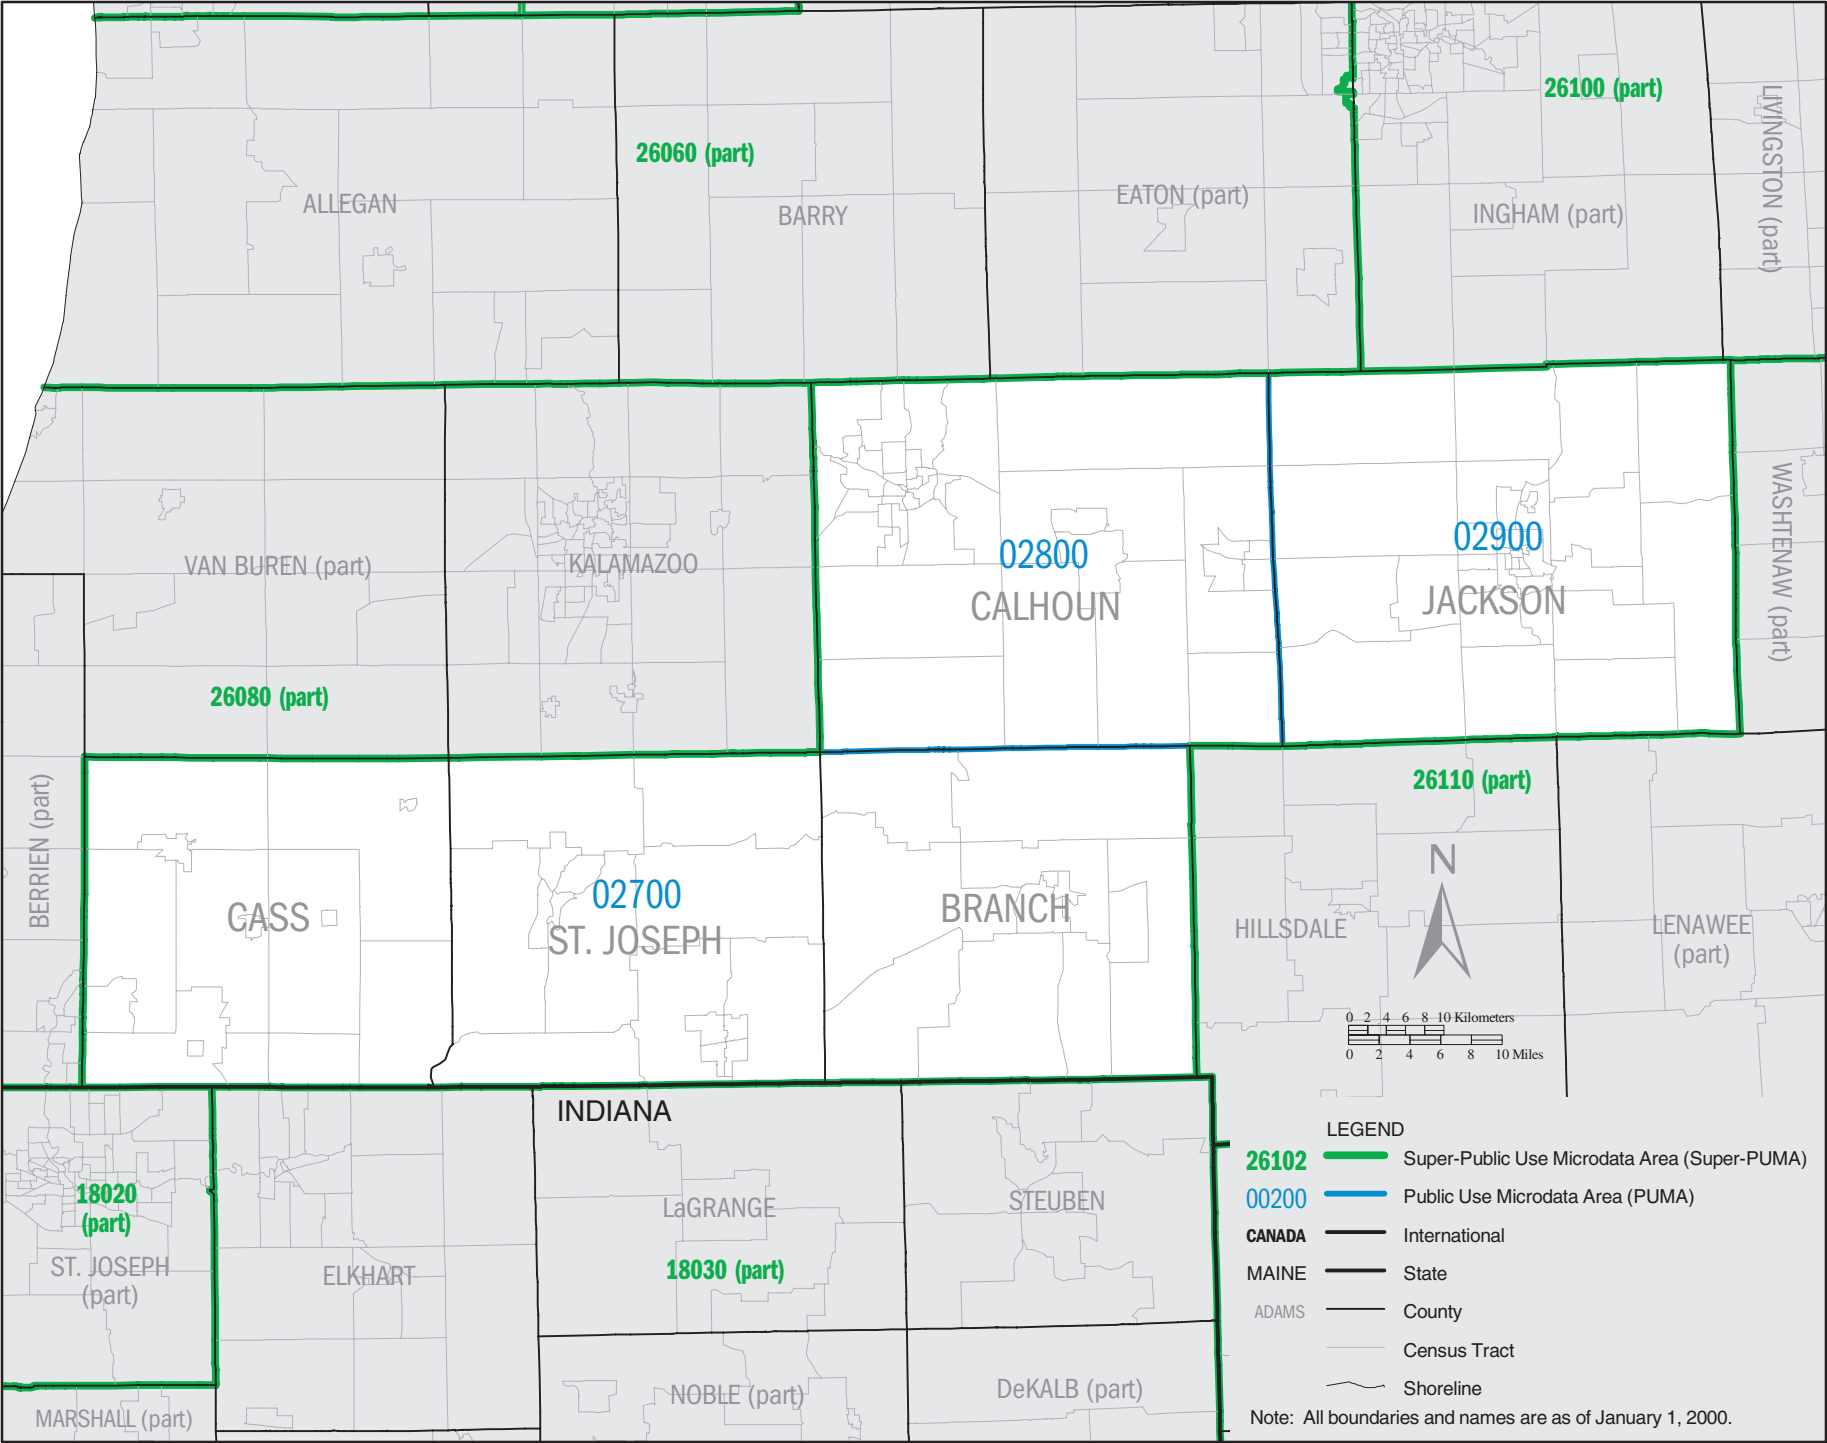 26100 (part)
LIVINGSTON (part)
26060 (part)
ALLEGAN
BARRY
EATON (part)
INGHAM (part)
WASHTENAW (part)
02800
02900
VAN BUREN (part)
KALAMAZOO
CALHOUN
JACKSON
26080 (part)
BERRIEN (part)
26110 (part)
N
02700
CASS
ST. JOSEPH
BRANCH
HILLSDALE
LENAWEE
(part)
0 2 4 6 8 10 Kilometers
0 2 4 6 8 10 Miles
INDIANA
18020
(part)
ST. JOSEPH
(part)
ELKHART
LaGRANGE
18030 (part)
STEUBEN
MARSHALL (part)
NOBLE (part)
DeKALB (part)
LEGEND
26102 Super-Public Use Microdata Area (Super-PUMA)
00200 Public Use Microdata Area (PUMA)
CANADA International
MAINE State
ADAMS County
Census Tract
Shoreline
Note: All boundaries and names are as of January 1, 2000.